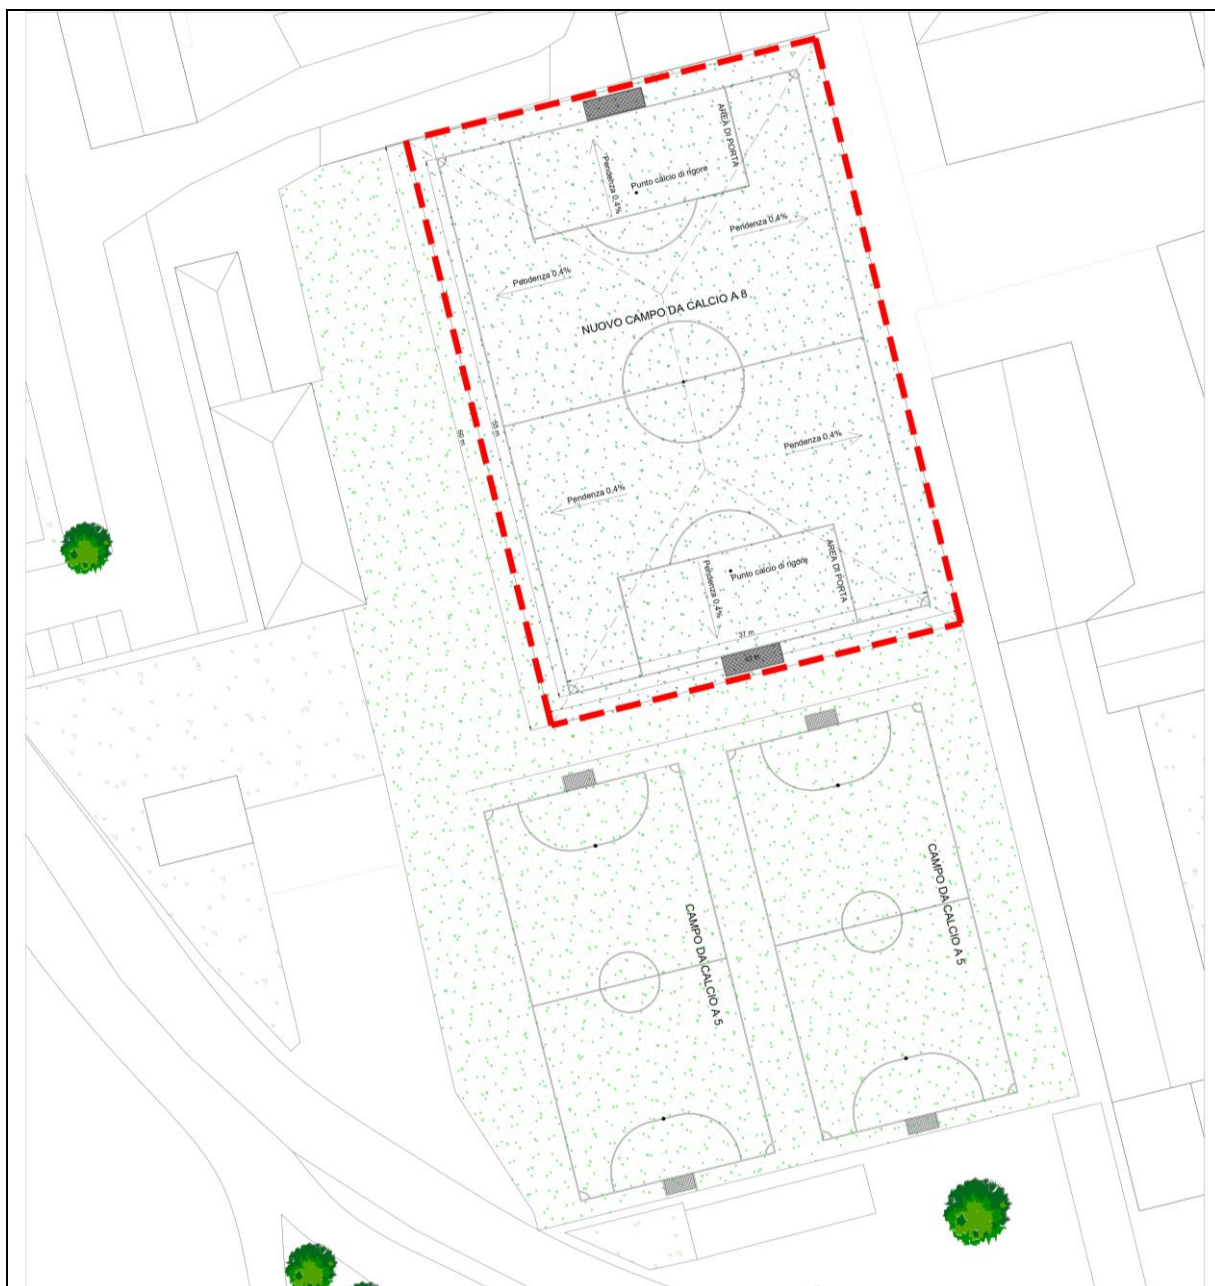 AREA DI PORTA
Punto calcio di rigore
Pendenza 0,4%
Pendenza 0,4%
Pendenza 0,4%
NUOVO CAMPO DA CALCIO A 8
55 m
60 m
Pendenza 0,4%
Pendenza 0,4%
AREA DI PORTA
Punto calcio di rigore
Pendenza 0,4%
37 m
CAMPO DA CALCIO A 5
CAMPO DA CALCIO A 5